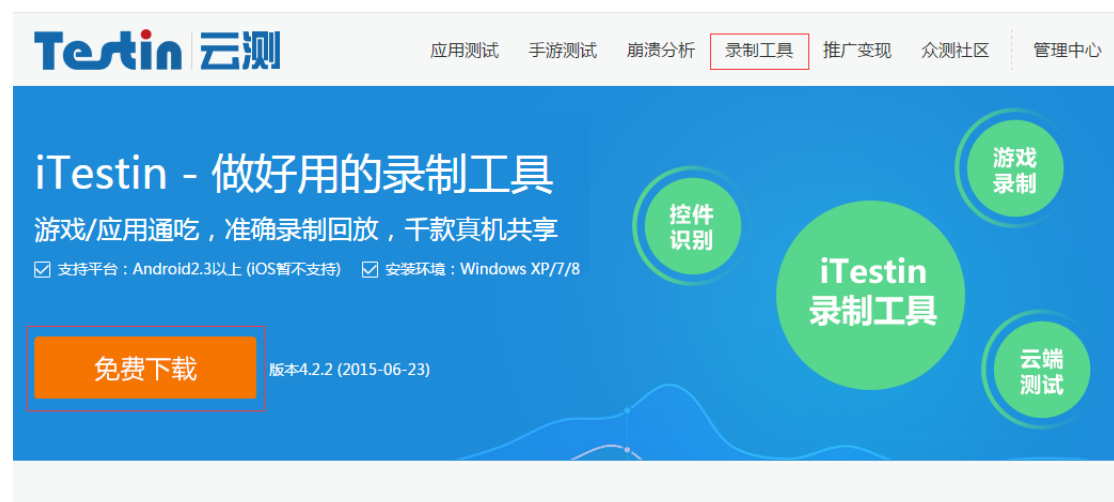 Testin 云测
应用测试 手游测试 崩溃分析 录制工具 推广变现 众测社区 管理中心
iTestin - 做好用的录制工具
游戏/应用通吃，准确录制回放，千款真机共享
支持平台：Android2.3以上 (iOS暂不支持) 安装环境：Windows XP/7/8
免费下载
版本4.2.2 (2015-06-23)
控件
识别
游戏
录制
iTestin
录制工具
云端
测试